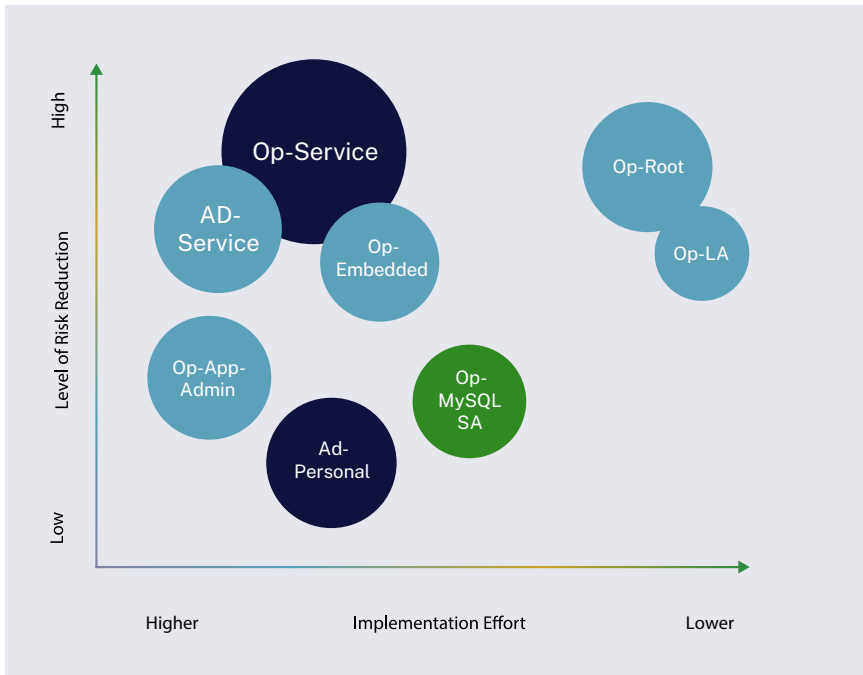 High
Level of Risk Reduction
Low
Op-Service
AD-
Service
Op-
Embedded
Op-Root
Op-LA
Op-App-
Admin
Ad-
Personal
Op-
MySQL
SA
Higher
Implementation Effort
Lower